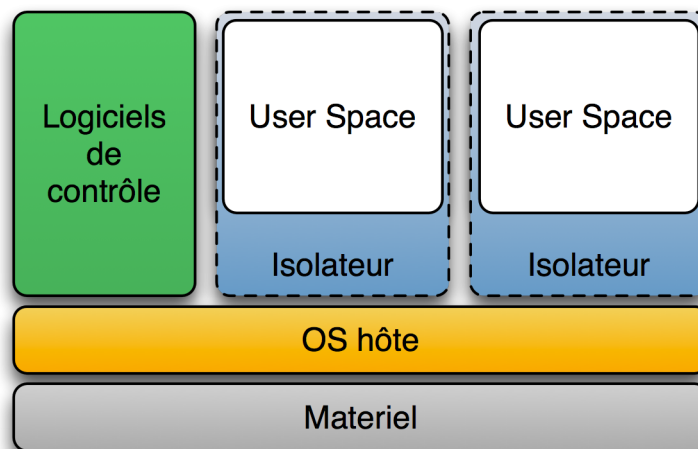 Logiciels
de
contrôle
User Space
Isolateur
User Space
Isolateur
OS hôte
Materiel